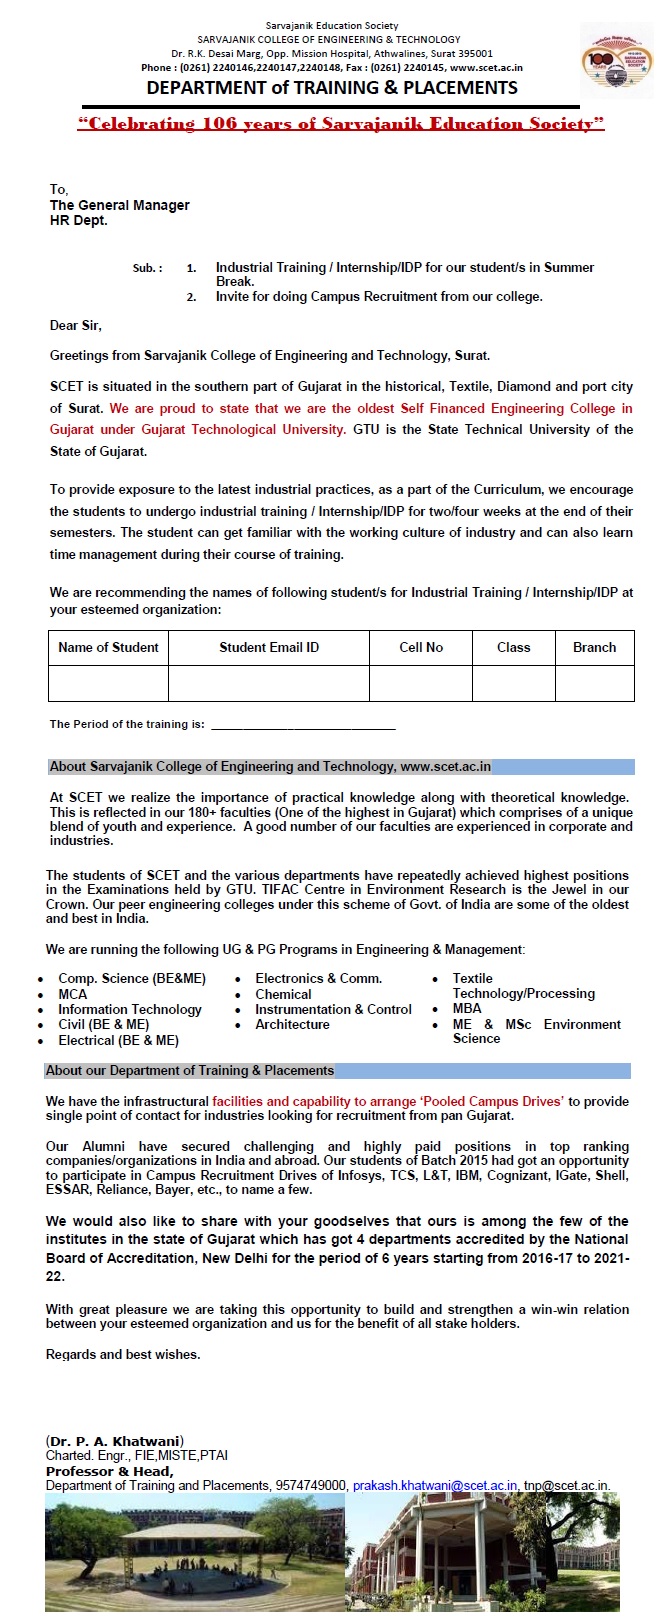 Sarvajanik Education Society
SARVAJANIK COLLEGE OF ENGINEERING & TECHNOLOGY
Dr. R.K. Desai Marg, Opp. Mission Hospital, Athwalines, Surat 395001
Phone : (0261) 2240146,2240147,2240148, Fax : (0261) 2240145, www.scet.ac.in
DEPARTMENT of TRAINING & PLACEMENTS
100
YEARS
SARVAJANIK
EDUCATION
SOCIETY
“Celebrating 106 years of Sarvajanik Education Society”
To,
The General Manager
HR Dept.
Sub. : 1. Industrial Training / Internship/IDP for our student/s in Summer
Break.
2. Invite for doing Campus Recruitment from our college.
Dear Sir,
Greetings from Sarvajanik College of Engineering and Technology, Surat.
SCET is situated in the southern part of Gujarat in the historical, Textile, Diamond and port city
of Surat. We are proud to state that we are the oldest Self Financed Engineering College in
Gujarat under Gujarat Technological University. GTU is the State Technical University of the
State of Gujarat.
To provide exposure to the latest industrial practices, as a part of the Curriculum, we encourage
the students to undergo industrial training / Internship/IDP for two/four weeks at the end of their
semesters. The student can get familiar with the working culture of industry and can also learn
time management during their course of training.
We are recommending the names of following student/s for Industrial Training / Internship/IDP at
your esteemed organization:
Name of Student Student Email ID Cell No Class Branch
The Period of the training is: ____________________________
About Sarvajanik College of Engineering and Technology, www.scet.ac.in
At SCET we realize the importance of practical knowledge along with theoretical knowledge.
This is reflected in our 180+ faculties (One of the highest in Gujarat) which comprises of a unique
blend of youth and experience. A good number of our faculties are experienced in corporate and
industries.
The students of SCET and the various departments have repeatedly achieved highest positions
in the Examinations held by GTU. TIFAC Centre in Environment Research is the Jewel in our
Crown. Our peer engineering colleges under this scheme of Govt. of India are some of the oldest
and best in India.
We are running the following UG & PG Programs in Engineering & Management:
• Comp. Science (BE&ME)
• MCA
• Information Technology
• Civil (BE & ME)
• Electrical (BE & ME)
• Electronics & Comm.
• Chemical
• Instrumentation & Control
• Architecture
• Textile
Technology/Processing
• MBA
• ME & MSc Environment
Science
About our Department of Training & Placements
We have the infrastructural facilities and capability to arrange ‘Pooled Campus Drives’ to provide
single point of contact for industries looking for recruitment from pan Gujarat.
Our Alumni have secured challenging and highly paid positions in top ranking
companies/organizations in India and abroad. Our students of Batch 2015 had got an opportunity
to participate in Campus Recruitment Drives of Infosys, TCS, L&T, IBM, Cognizant, IGate, Shell,
ESSAR, Reliance, Bayer, etc., to name a few.
We would also like to share with your goodselves that ours is among the few of the
institutes in the state of Gujarat which has got 4 departments accredited by the National
Board of Accreditation, New Delhi for the period of 6 years starting from 2016-17 to 2021-
22.
With great pleasure we are taking this opportunity to build and strengthen a win-win relation
between your esteemed organization and us for the benefit of all stake holders.
Regards and best wishes.
(Dr. P. A. Khatwani)
Charted. Engr., FIE,MISTE,PTAI
Professor & Head,
Department of Training and Placements, 9574749000, prakash.khatwani@scet.ac.in, tnp@scet.ac.in.